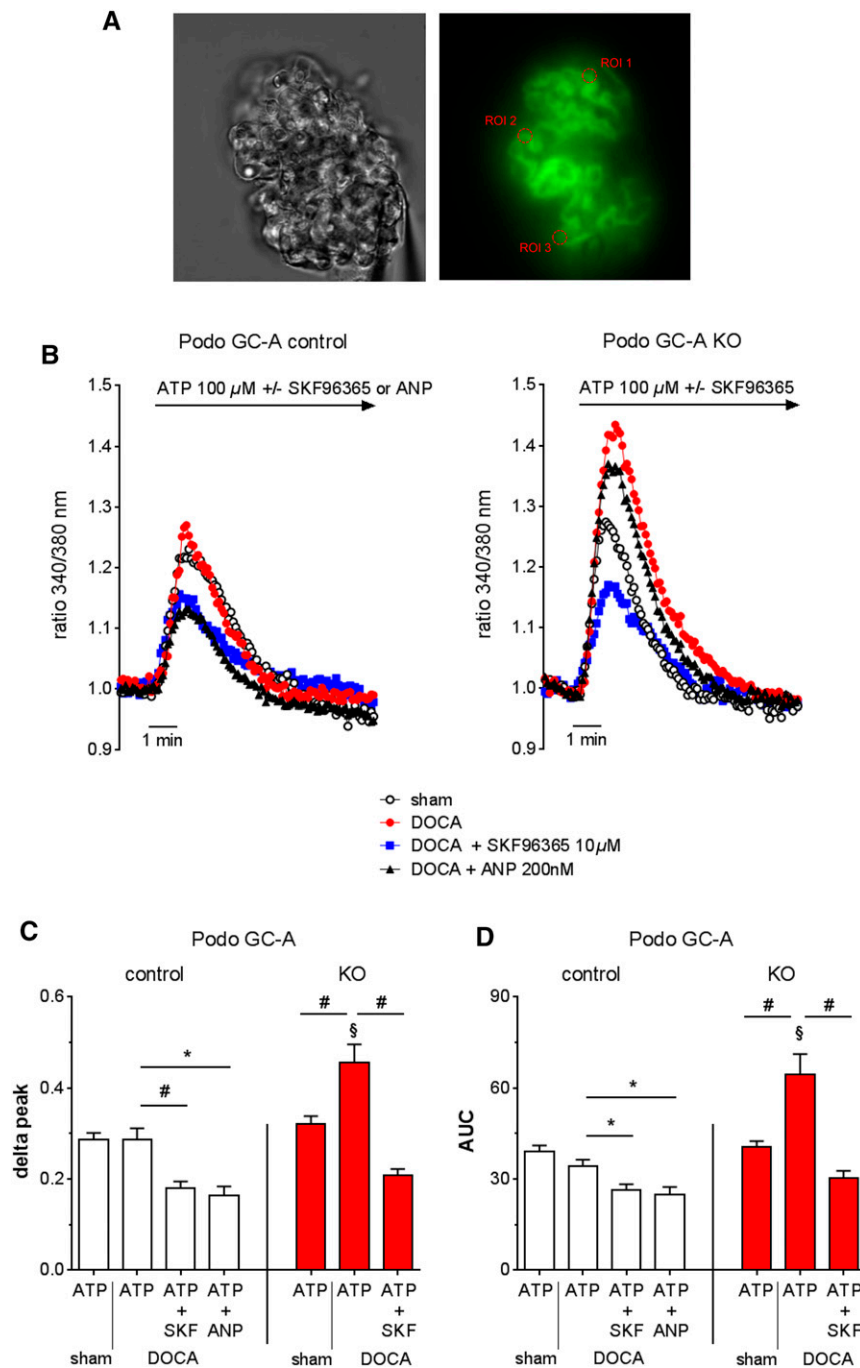 A
ROI 1
ROI 2
ROI 3
B
Podo GC-A control
Podo GC-A KO
ATP 100 µM +/- SKF96365 or ANP
ATP 100 µM +/- SKF96365
ratio 340/380 nm
1.5
1.4
1.3
1.2
1.1
1.0
0.9
1 min
ratio 340/380 nm
1.5
1.4
1.3
1.2
1.1
1.0
0.9
1 min
sham
DOCA
DOCA + SKF96365 10µM
DOCA + ANP 200nM
C
Podo GC-A
control
KO
delta peak
0.6
0.4
0.2
0.0
*
#
#
#
§
ATP
ATP
ATP + SKF
ATP + ANP
ATP
ATP
ATP + SKF
sham
DOCA
sham
DOCA
D
Podo GC-A
control
KO
AUC
90
60
30
0
*
*
#
#
§
ATP
ATP
ATP + SKF
ATP + ANP
ATP
ATP
ATP + SKF
sham
DOCA
sham
DOCA